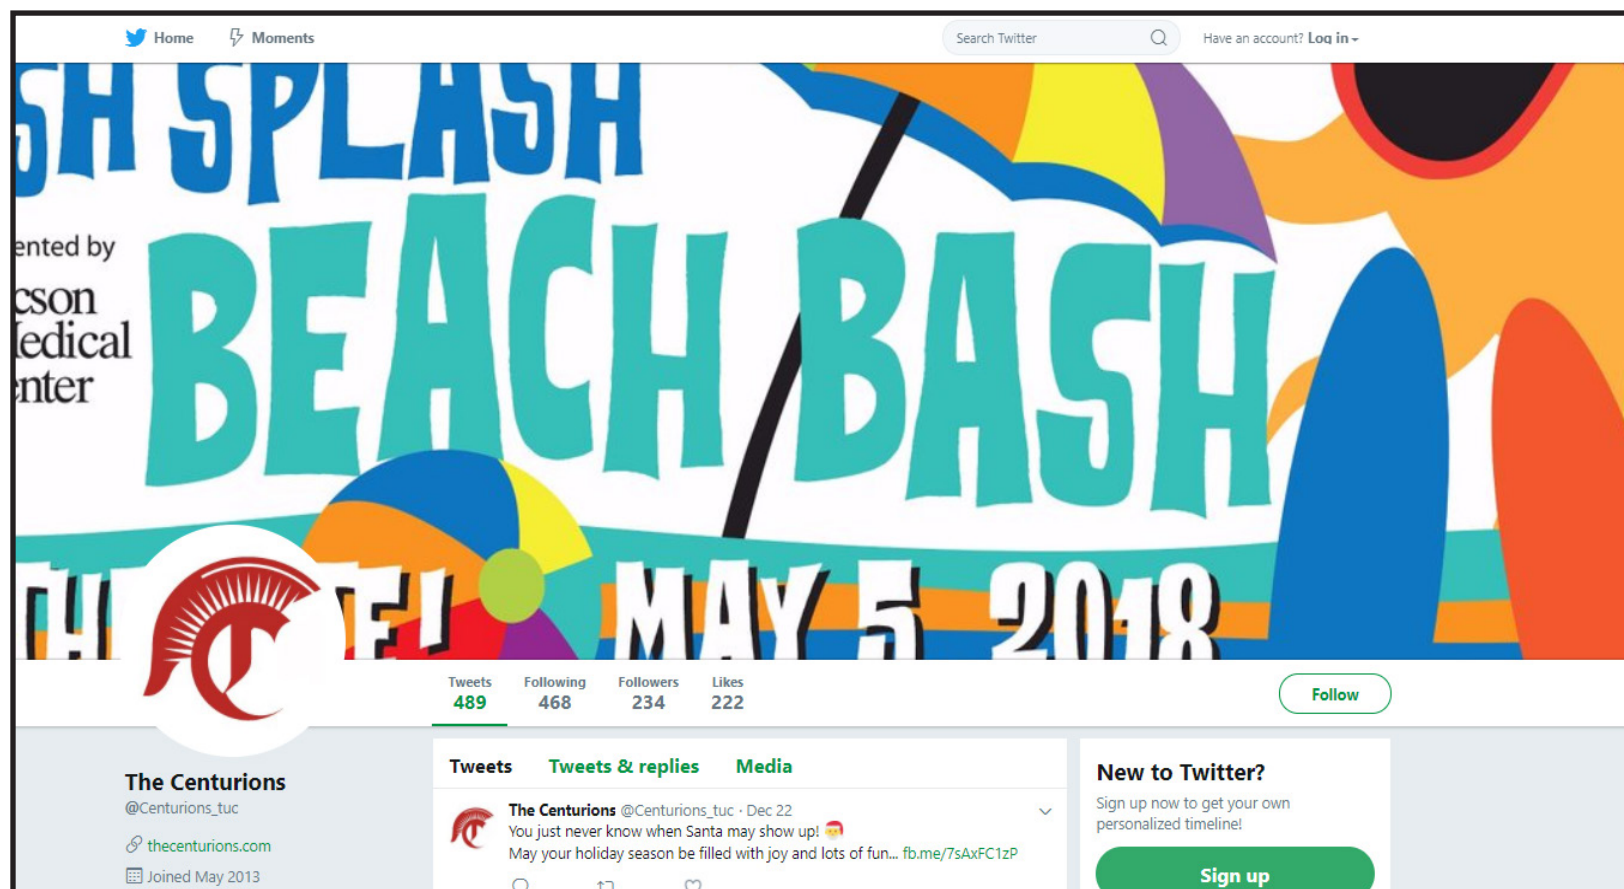 Home Moments Search Twitter Have an account? Log in
SH SPLASH
ented by
cson
edical
nter
BEACH BASH
TH MAY 5 2018
Tweets Following Followers Likes
489 468 234 222
Follow
The Centurions
@Centurions_tuc
thecenturions.com
Joined May 2013
Tweets Tweets & replies Media
The Centurions @Centurions_tuc · Dec 22
You just never know when Santa may show up! 🎅
May your holiday season be filled with joy and lots of fun... fb.me/7sAxFC1zP
New to Twitter?
Sign up now to get your own
personalized timeline!
Sign up